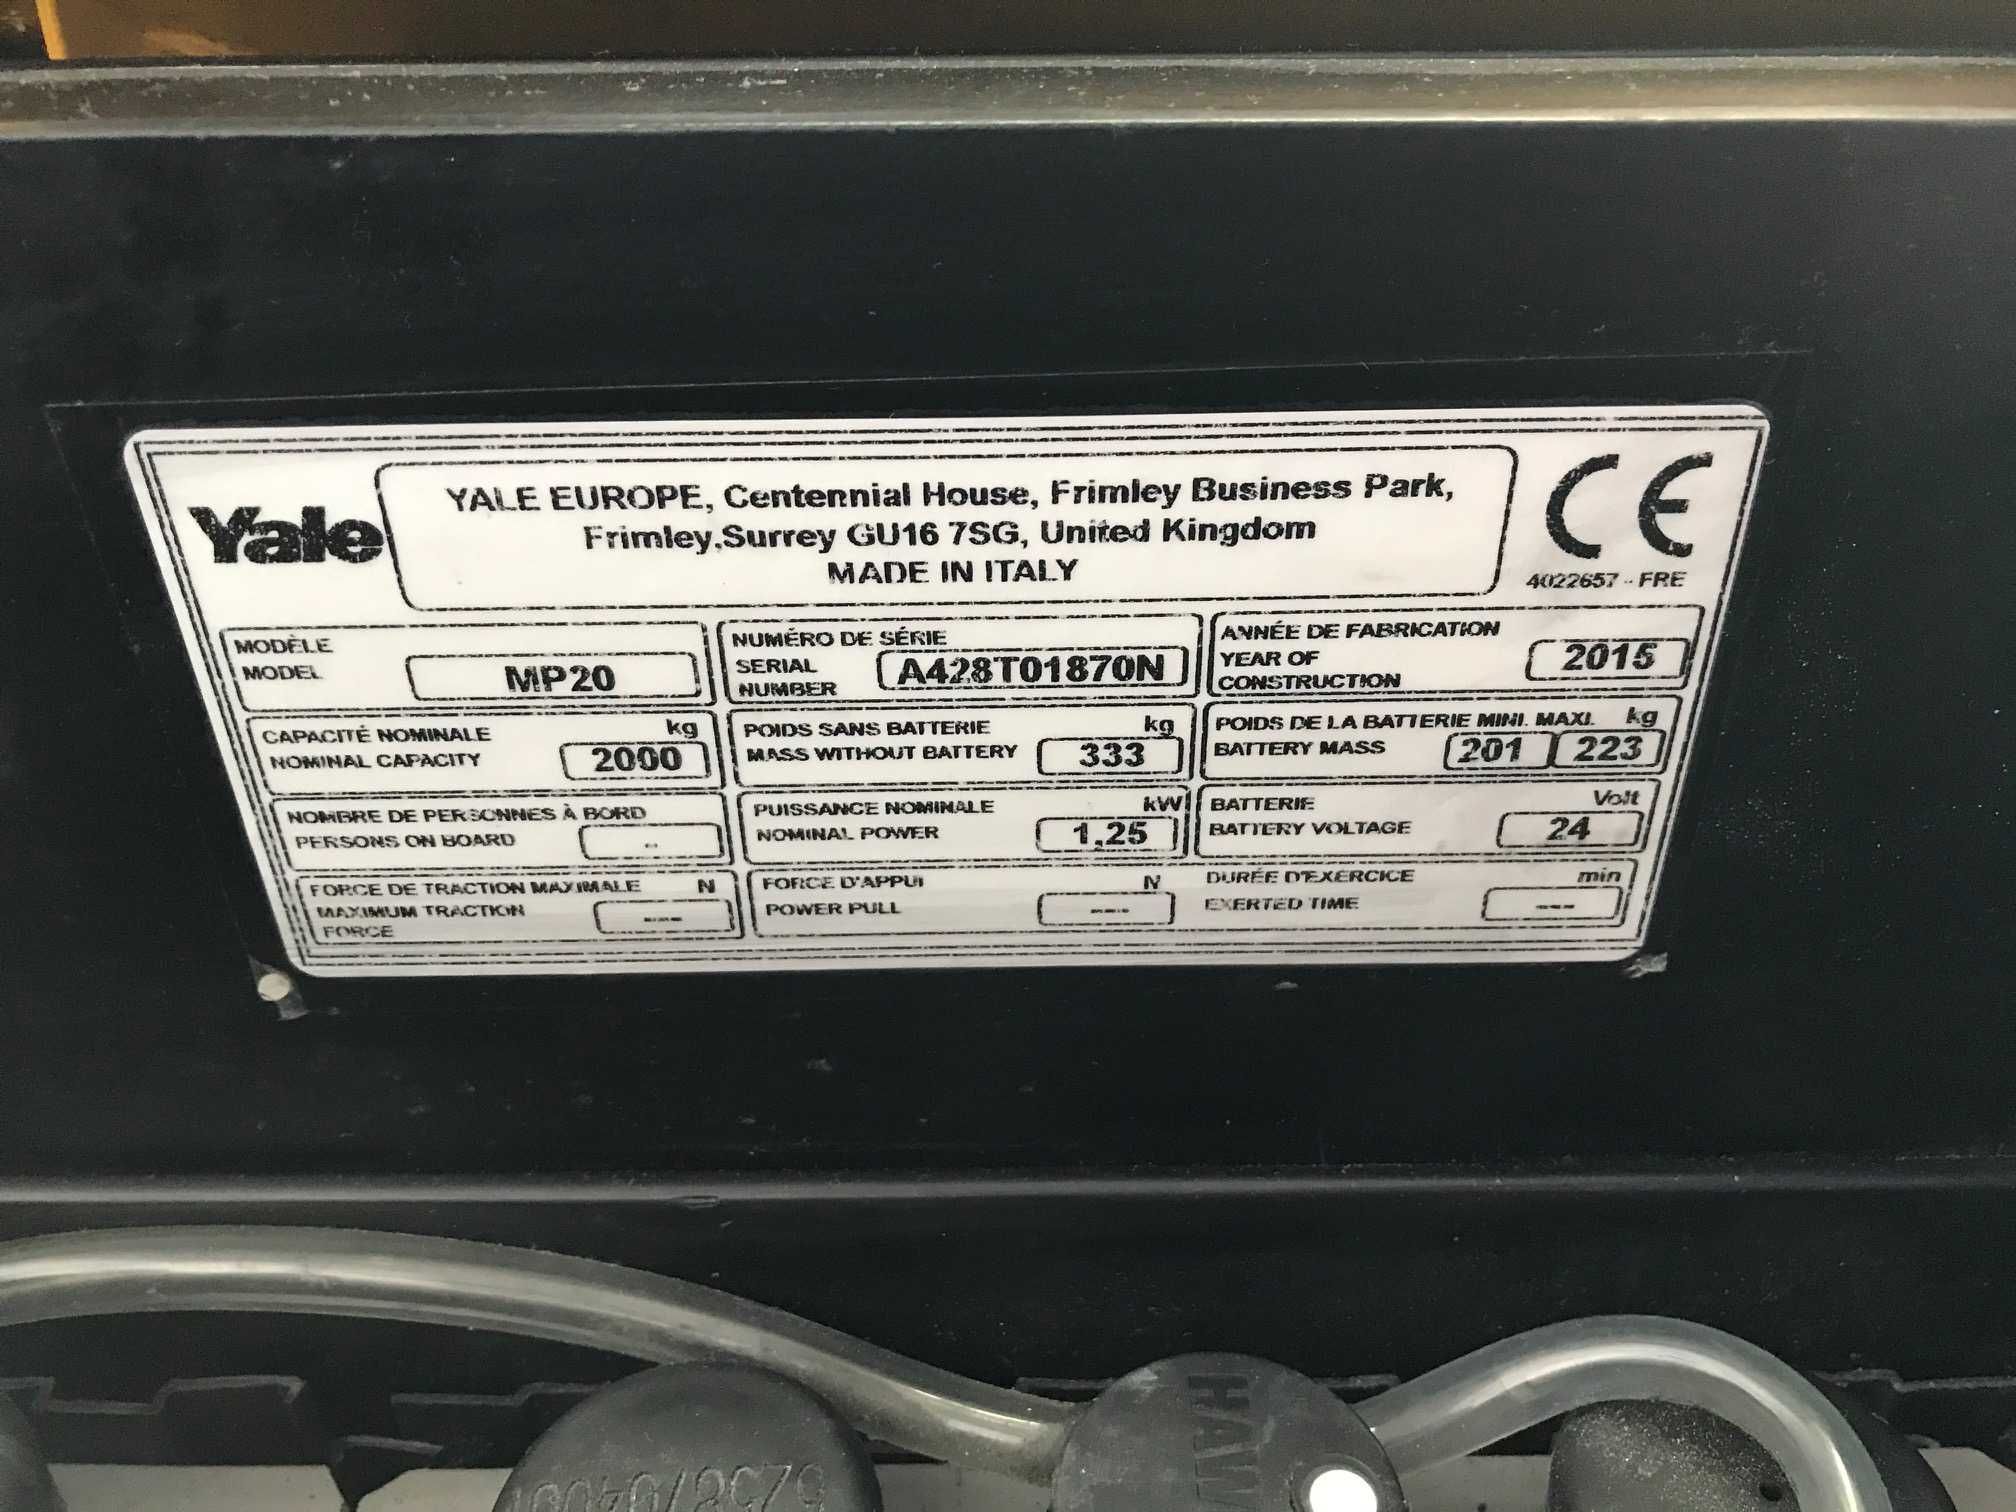 Yale
YALE EUROPE, Centennial House, Frimley Business Park,
Frimley,Surrey GU16 7SG, United Kingdom
MADE IN ITALY
CE
4022657 - FRE
MODÈLE
MODEL
MP20
NUMÉRO DE SÉRIE
SERIAL
NUMBER
A428T01870N
ANNÉE DE FABRICATION
YEAR OF
CONSTRUCTION
2015
CAPACITÉ NOMINALE kg
NOMINAL CAPACITY 2000
POIDS SANS BATTERIE kg
MASS WITHOUT BATTERY 333
POIDS DE LA BATTERIE MINI. MAXI. kg
BATTERY MASS 201 223
NOMBRE DE PERSONNES À BORD
PERSONS ON BOARD -
PUISSANCE NOMINALE kW
NOMINAL POWER 1,25
BATTERIE Volt
BATTERY VOLTAGE 24
FORCE DE TRACTION MAXIMALE N
MAXIMUM TRACTION ---
FORCE
FORCE D'APPUI N
POWER PULL ---
DURÉE D'EXERCICE min
EXERTED TIME ---
HAW